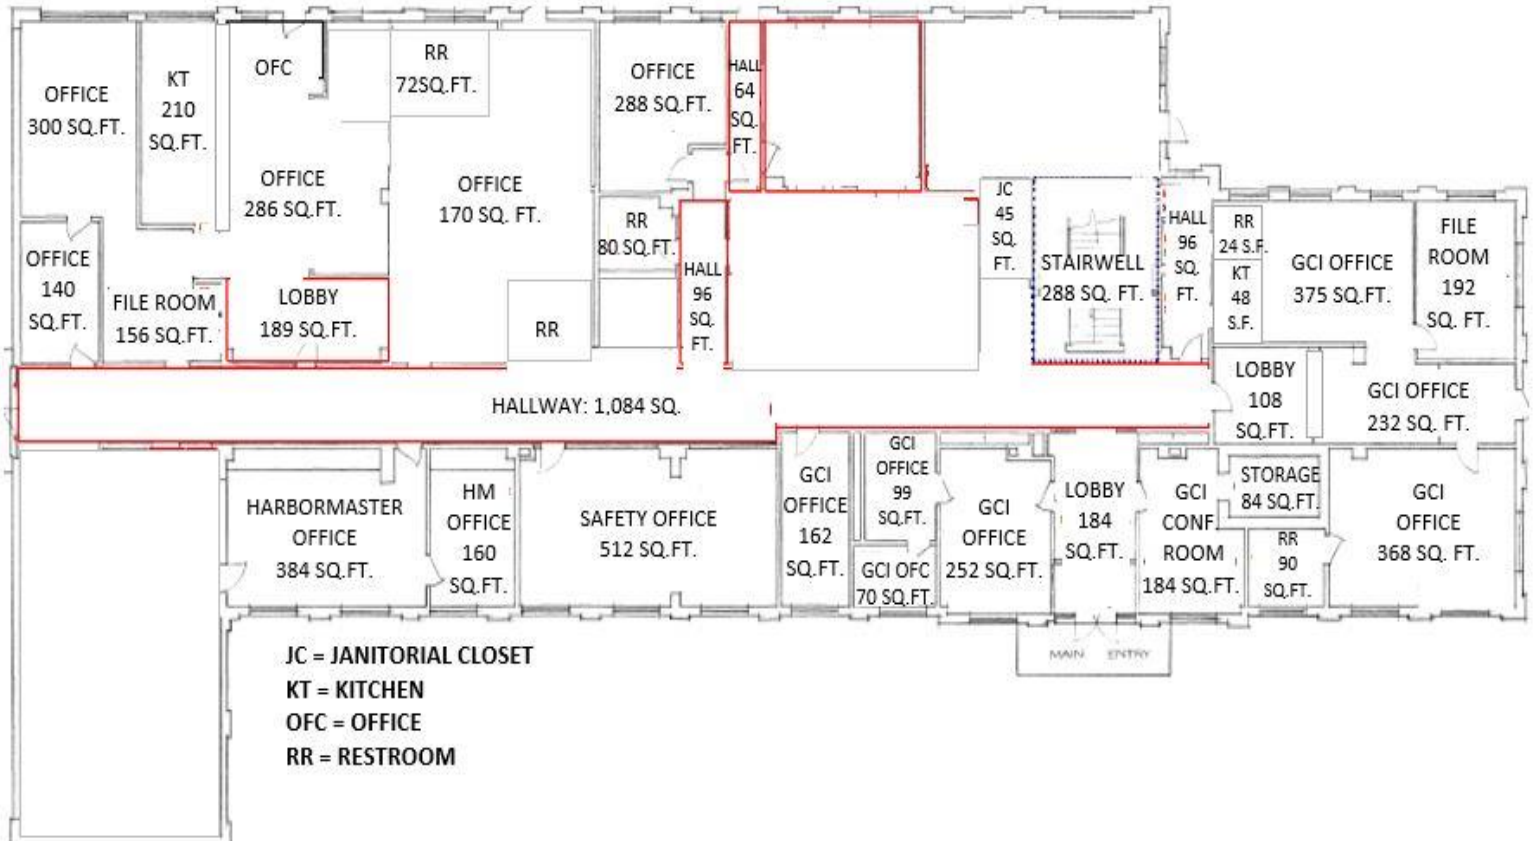 OFFICE
300 SQ.FT.
KT
210
SQ.FT.
OFC
OFFICE
286 SQ.FT.
RR
72SQ.FT.
OFFICE
170 SQ. FT.
OFFICE
288 SQ.FT.
HALL
64
SQ.
FT.
OFFICE
140
SQ.FT.
FILE ROOM
156 SQ.FT.
LOBBY
189 SQ.FT.
RR
RR
80 SQ.FT.
HALL
96
SQ.
FT.
JC
45
SQ.
FT.
STAIRWELL
288 SQ. FT.
HALL
96
SQ.
FT.
RR
24 S.F.
KT
48
S.F.
GCI OFFICE
375 SQ.FT.
FILE
ROOM
192
SQ. FT.
HALLWAY: 1,084 SQ.
LOBBY
108
SQ.FT.
GCI OFFICE
232 SQ. FT.
HARBORMASTER
OFFICE
384 SQ.FT.
HM
OFFICE
160
SQ.FT.
SAFETY OFFICE
512 SQ.FT.
GCI
OFFICE
162
SQ.FT.
GCI
OFFICE
99
SQ.FT.
GCI OFC
70 SQ.FT.
GCI
OFFICE
252 SQ.FT.
LOBBY
184
SQ.FT.
GCI
CONF.
ROOM
184 SQ.FT.
STORAGE
84 SQ.FT.
RR
90
SQ.FT.
GCI
OFFICE
368 SQ. FT.
MAIN ENTRY
JC = JANITORIAL CLOSET
KT = KITCHEN
OFC = OFFICE
RR = RESTROOM